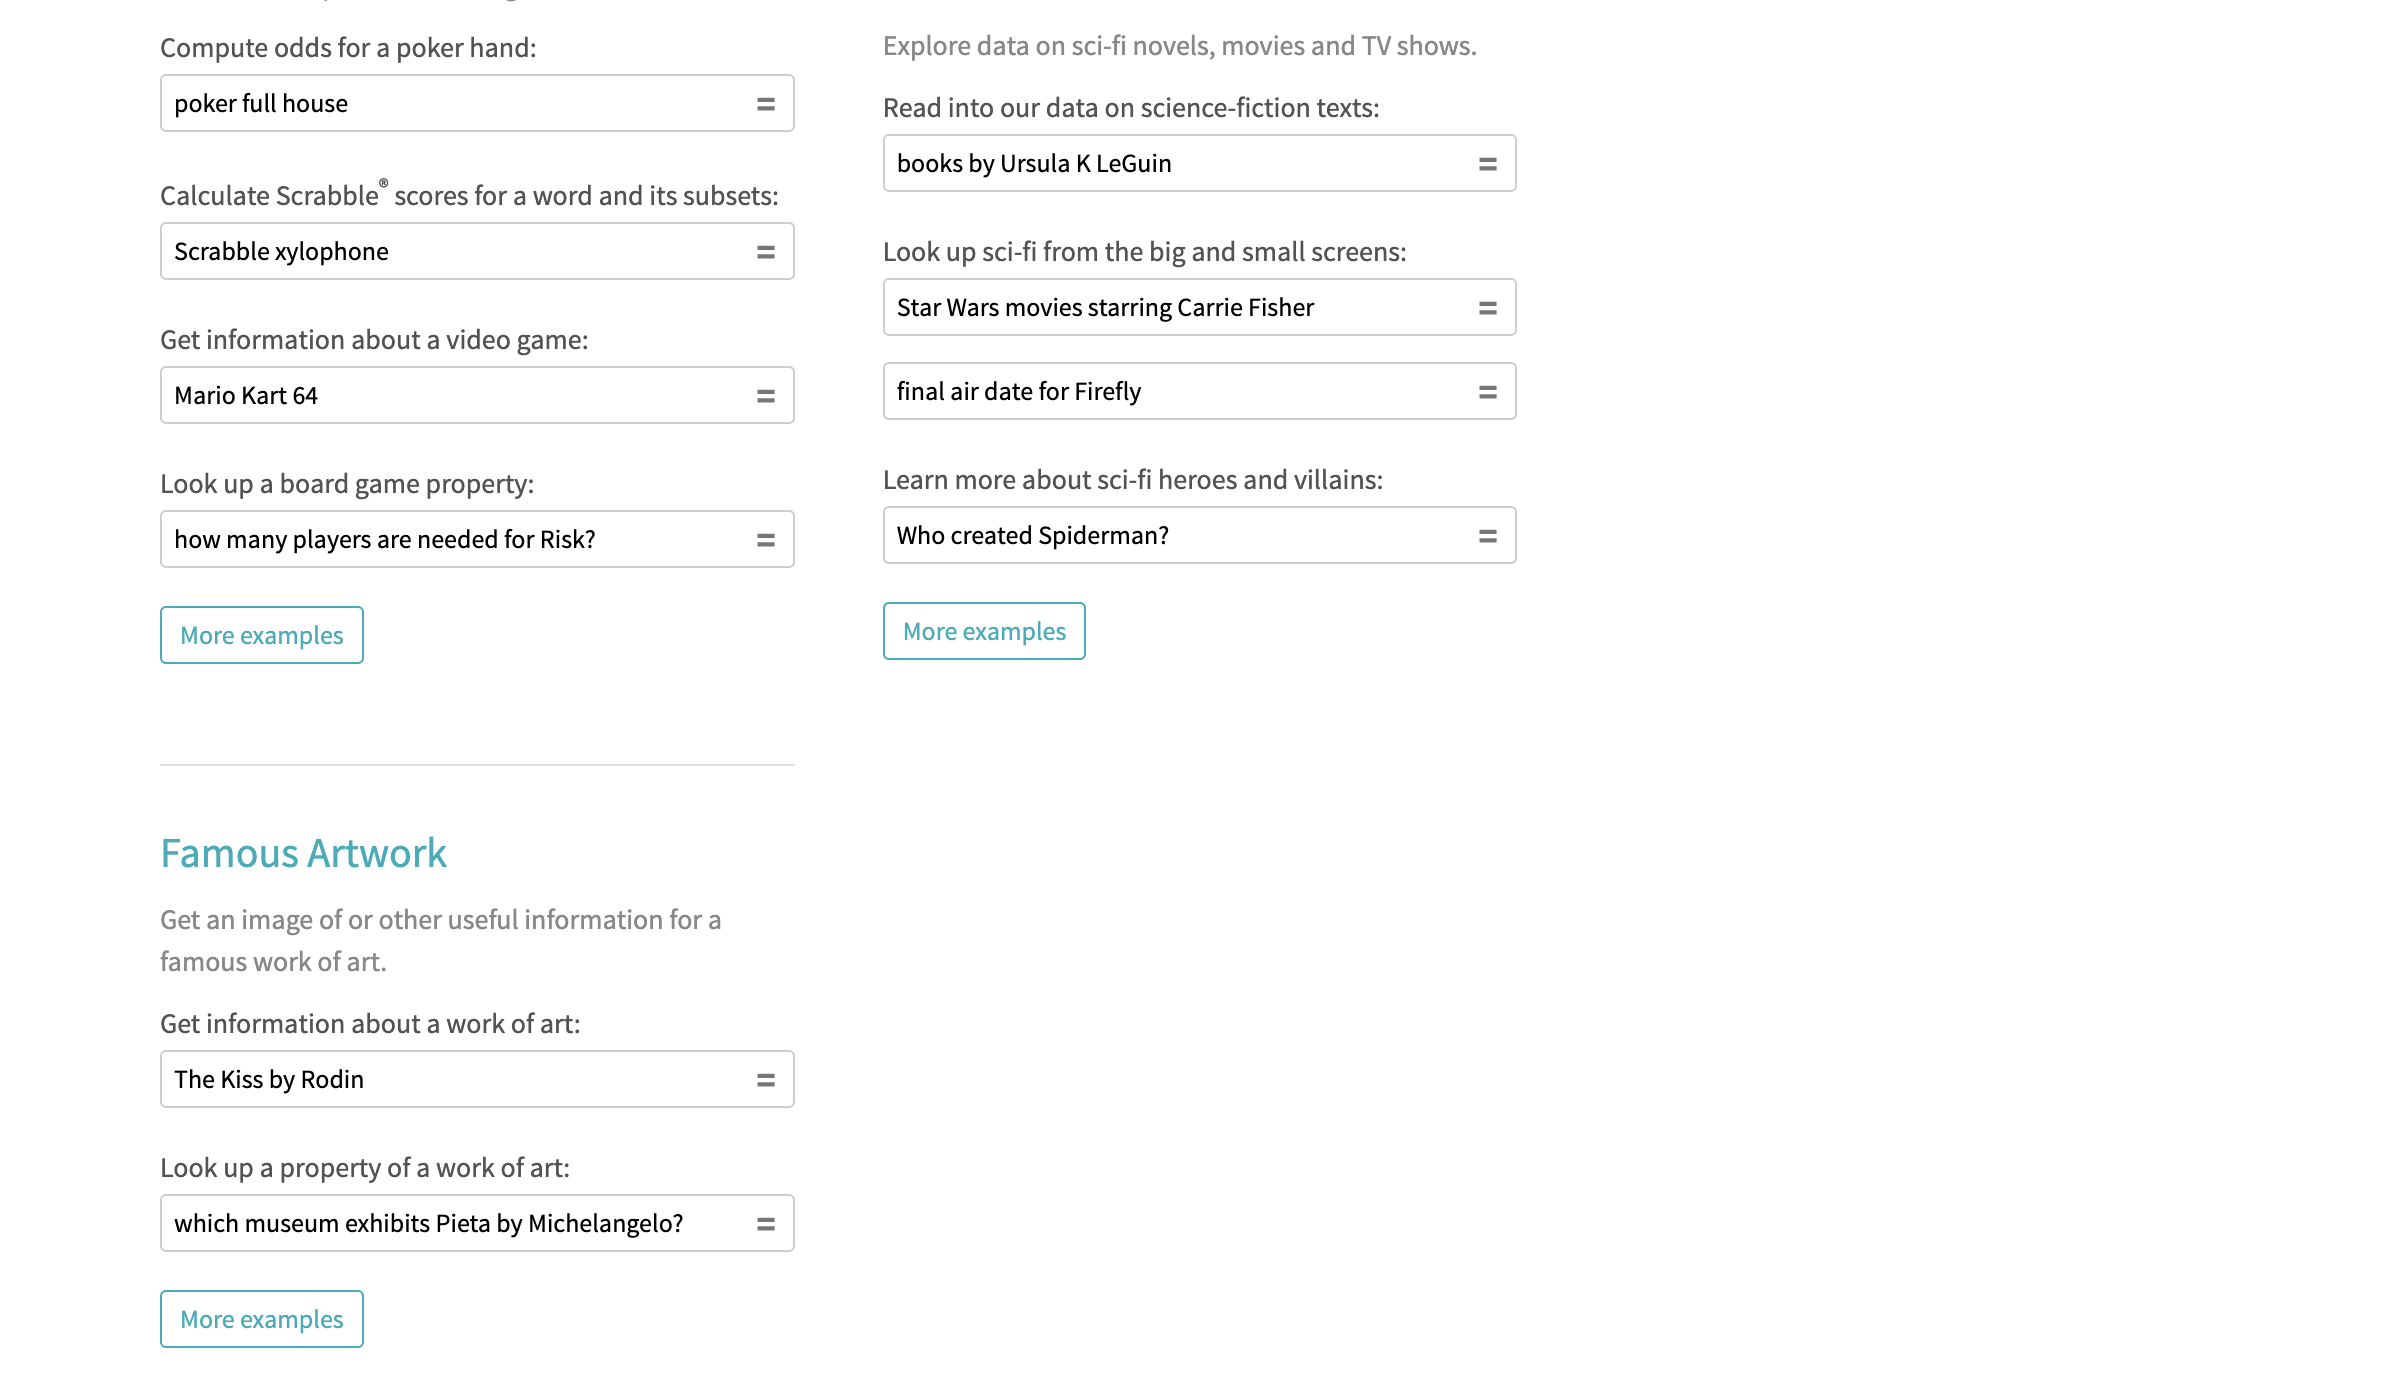 Compute odds for a poker hand:
poker full house
Calculate Scrabble® scores for a word and its subsets:
Scrabble xylophone
Get information about a video game:
Mario Kart 64
Look up a board game property:
how many players are needed for Risk?
More examples
Explore data on sci-fi novels, movies and TV shows.
Read into our data on science-fiction texts:
books by Ursula K LeGuin
Look up sci-fi from the big and small screens:
Star Wars movies starring Carrie Fisher
final air date for Firefly
Learn more about sci-fi heroes and villains:
Who created Spiderman?
More examples
Famous Artwork
Get an image of or other useful information for a
famous work of art.
Get information about a work of art:
The Kiss by Rodin
Look up a property of a work of art:
which museum exhibits Pieta by Michelangelo?
More examples